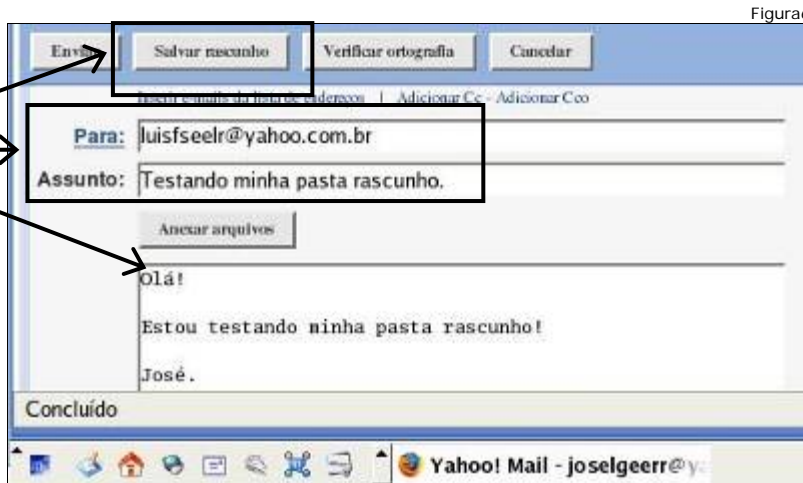 Figura
Enviar Salvar rascunho Verificar ortografia Cancelar
Inserir e-mails da lista de endereços | Adicionar Cc - Adicionar Cco
Para: luisfseelr@yahoo.com.br
Assunto: Testando minha pasta rascunho.
Anexar arquivos
Olá!
Estou testando minha pasta rascunho!
José.
Concluído
Yahoo! Mail - joselgeerr@y